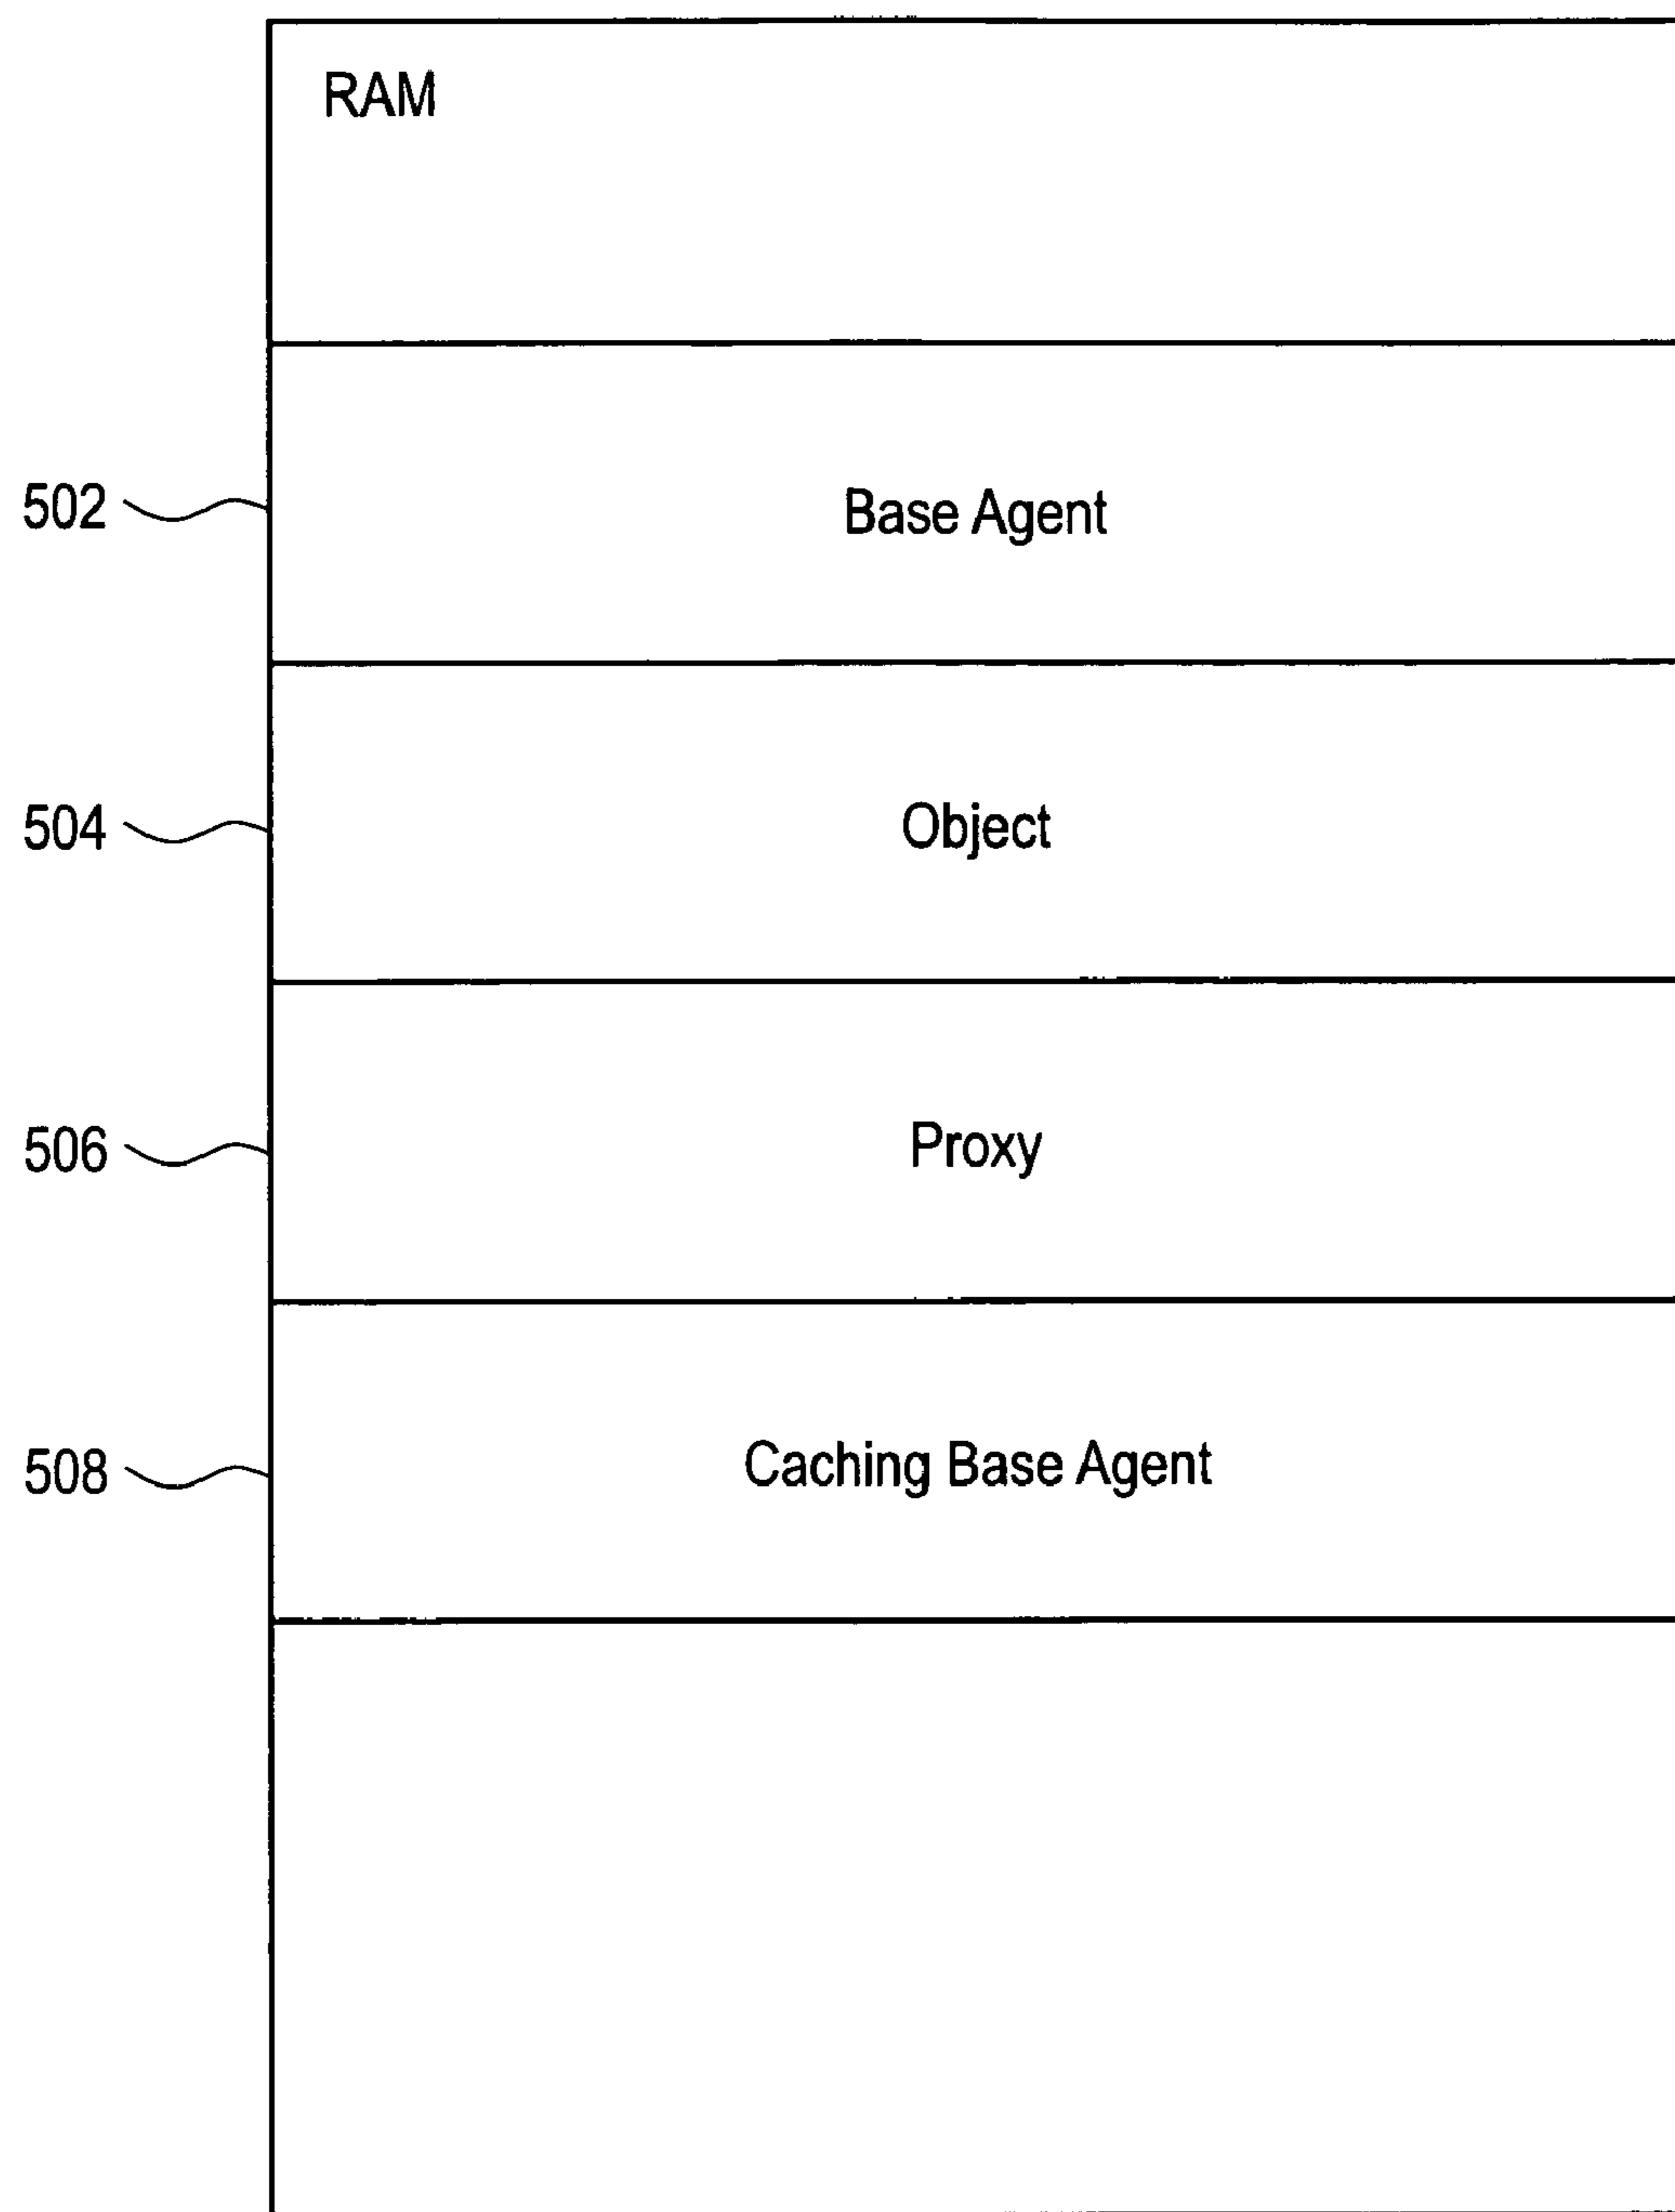 RAM
502
Base Agent
504
Object
506
Proxy
508
Caching Base Agent